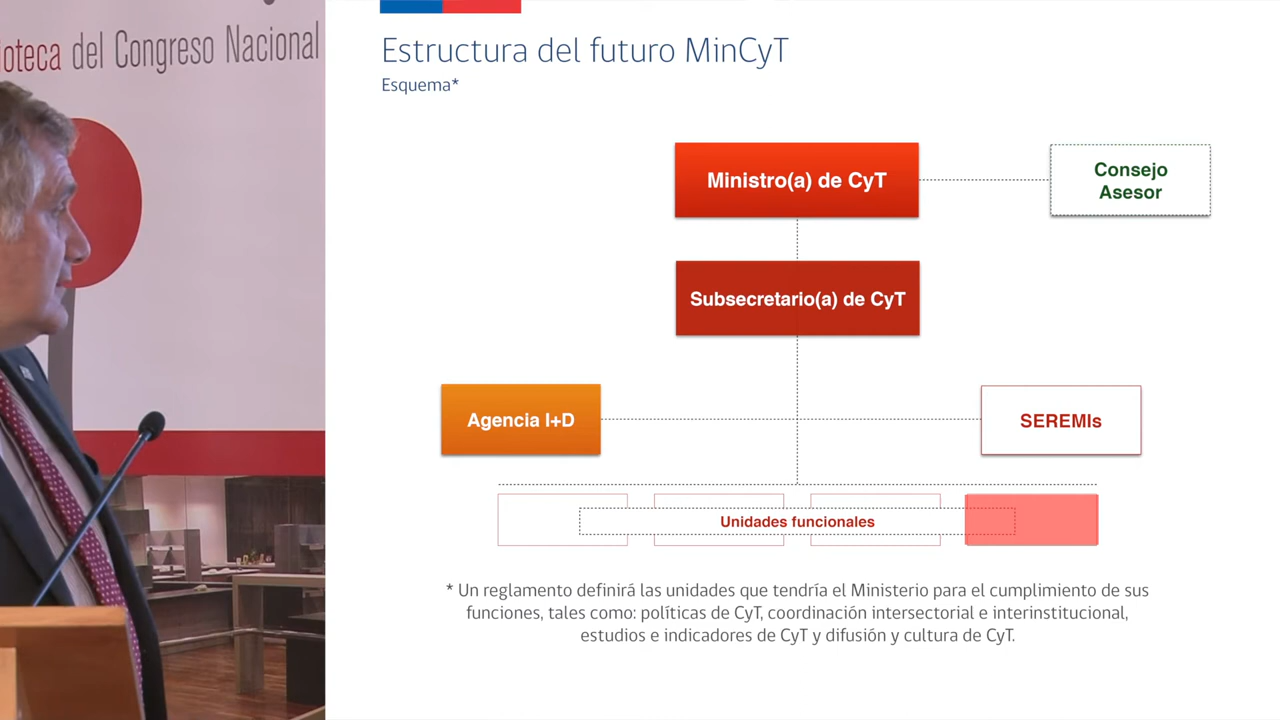 del Congreso Nacional
Estructura del futuro MinCyT
Esquema*
Ministro(a) de CyT
Consejo
Asesor
Subsecretario(a) de CyT
Agencia I+D
SEREMIs
Unidades funcionales
* Un reglamento definirá las unidades que tendría el Ministerio para el cumplimiento de sus
funciones, tales como: políticas de CyT, coordinación intersectorial e interinstitucional,
estudios e indicadores de CyT y difusión y cultura de CyT.